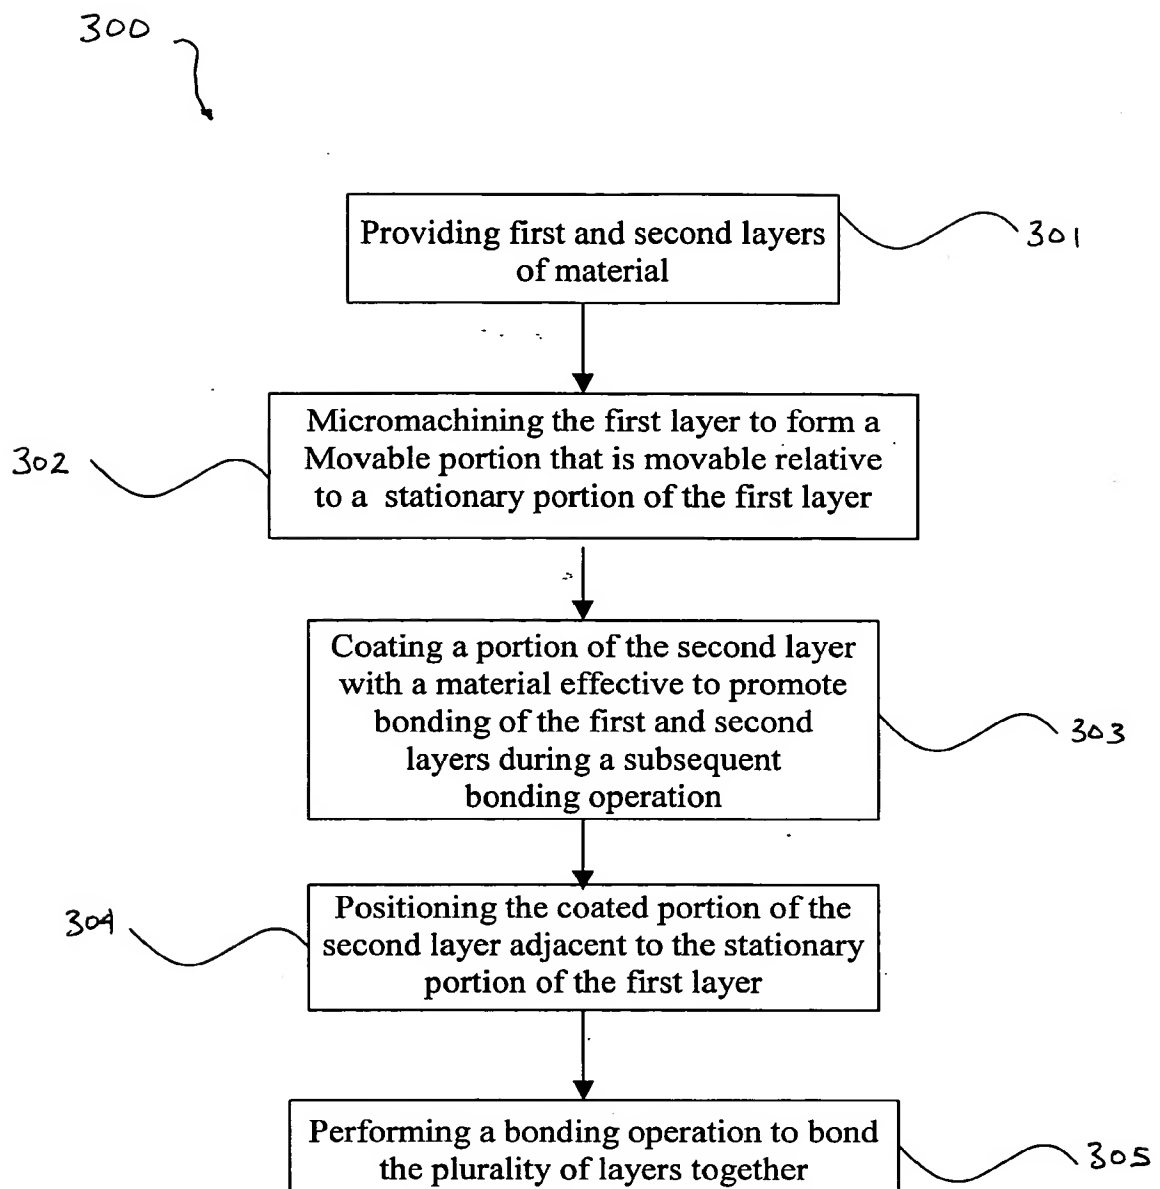 300
Providing first and second layers
of material
301
Micromachining the first layer to form a
Movable portion that is movable relative
to a stationary portion of the first layer
302
Coating a portion of the second layer
with a material effective to promote
bonding of the first and second
layers during a subsequent
bonding operation
303
Positioning the coated portion of the
second layer adjacent to the stationary
portion of the first layer
304
Performing a bonding operation to bond
the plurality of layers together
305